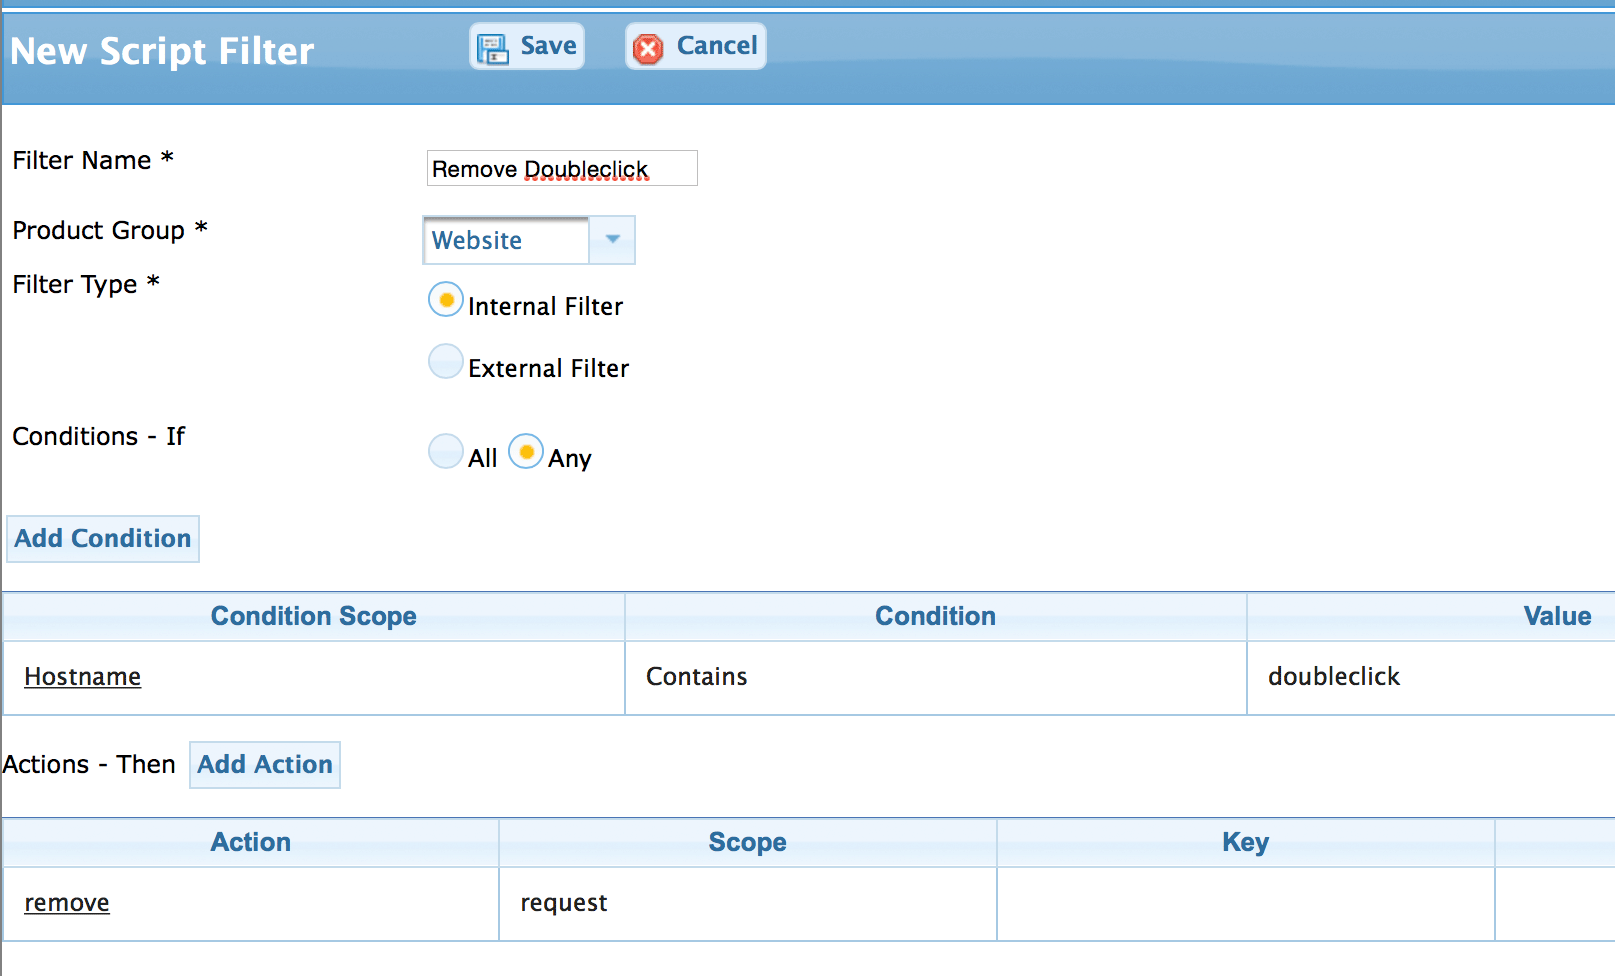 New Script Filter Save Cancel
Filter Name * Remove Doubleclick
Product Group * Website
Filter Type *
Internal Filter
External Filter
Conditions - If
All Any
Add Condition
Condition Scope Condition Value
Hostname Contains doubleclick
Actions - Then Add Action
Action Scope Key
remove request